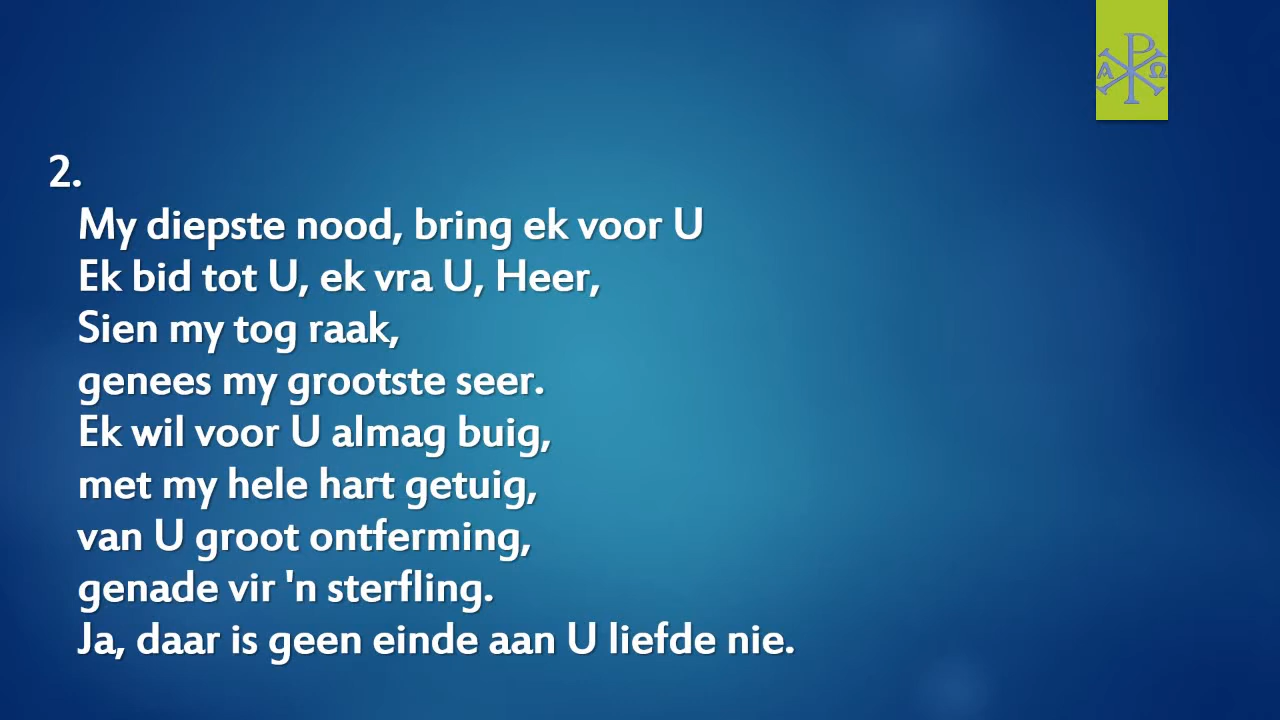 Α Ω
2.
My diepste nood, bring ek voor U
Ek bid tot U, ek vra U, Heer,
Sien my tog raak,
genees my grootste seer.
Ek wil voor U almag buig,
met my hele hart getuig,
van U groot ontferming,
genade vir 'n sterfling.
Ja, daar is geen einde aan U liefde nie.